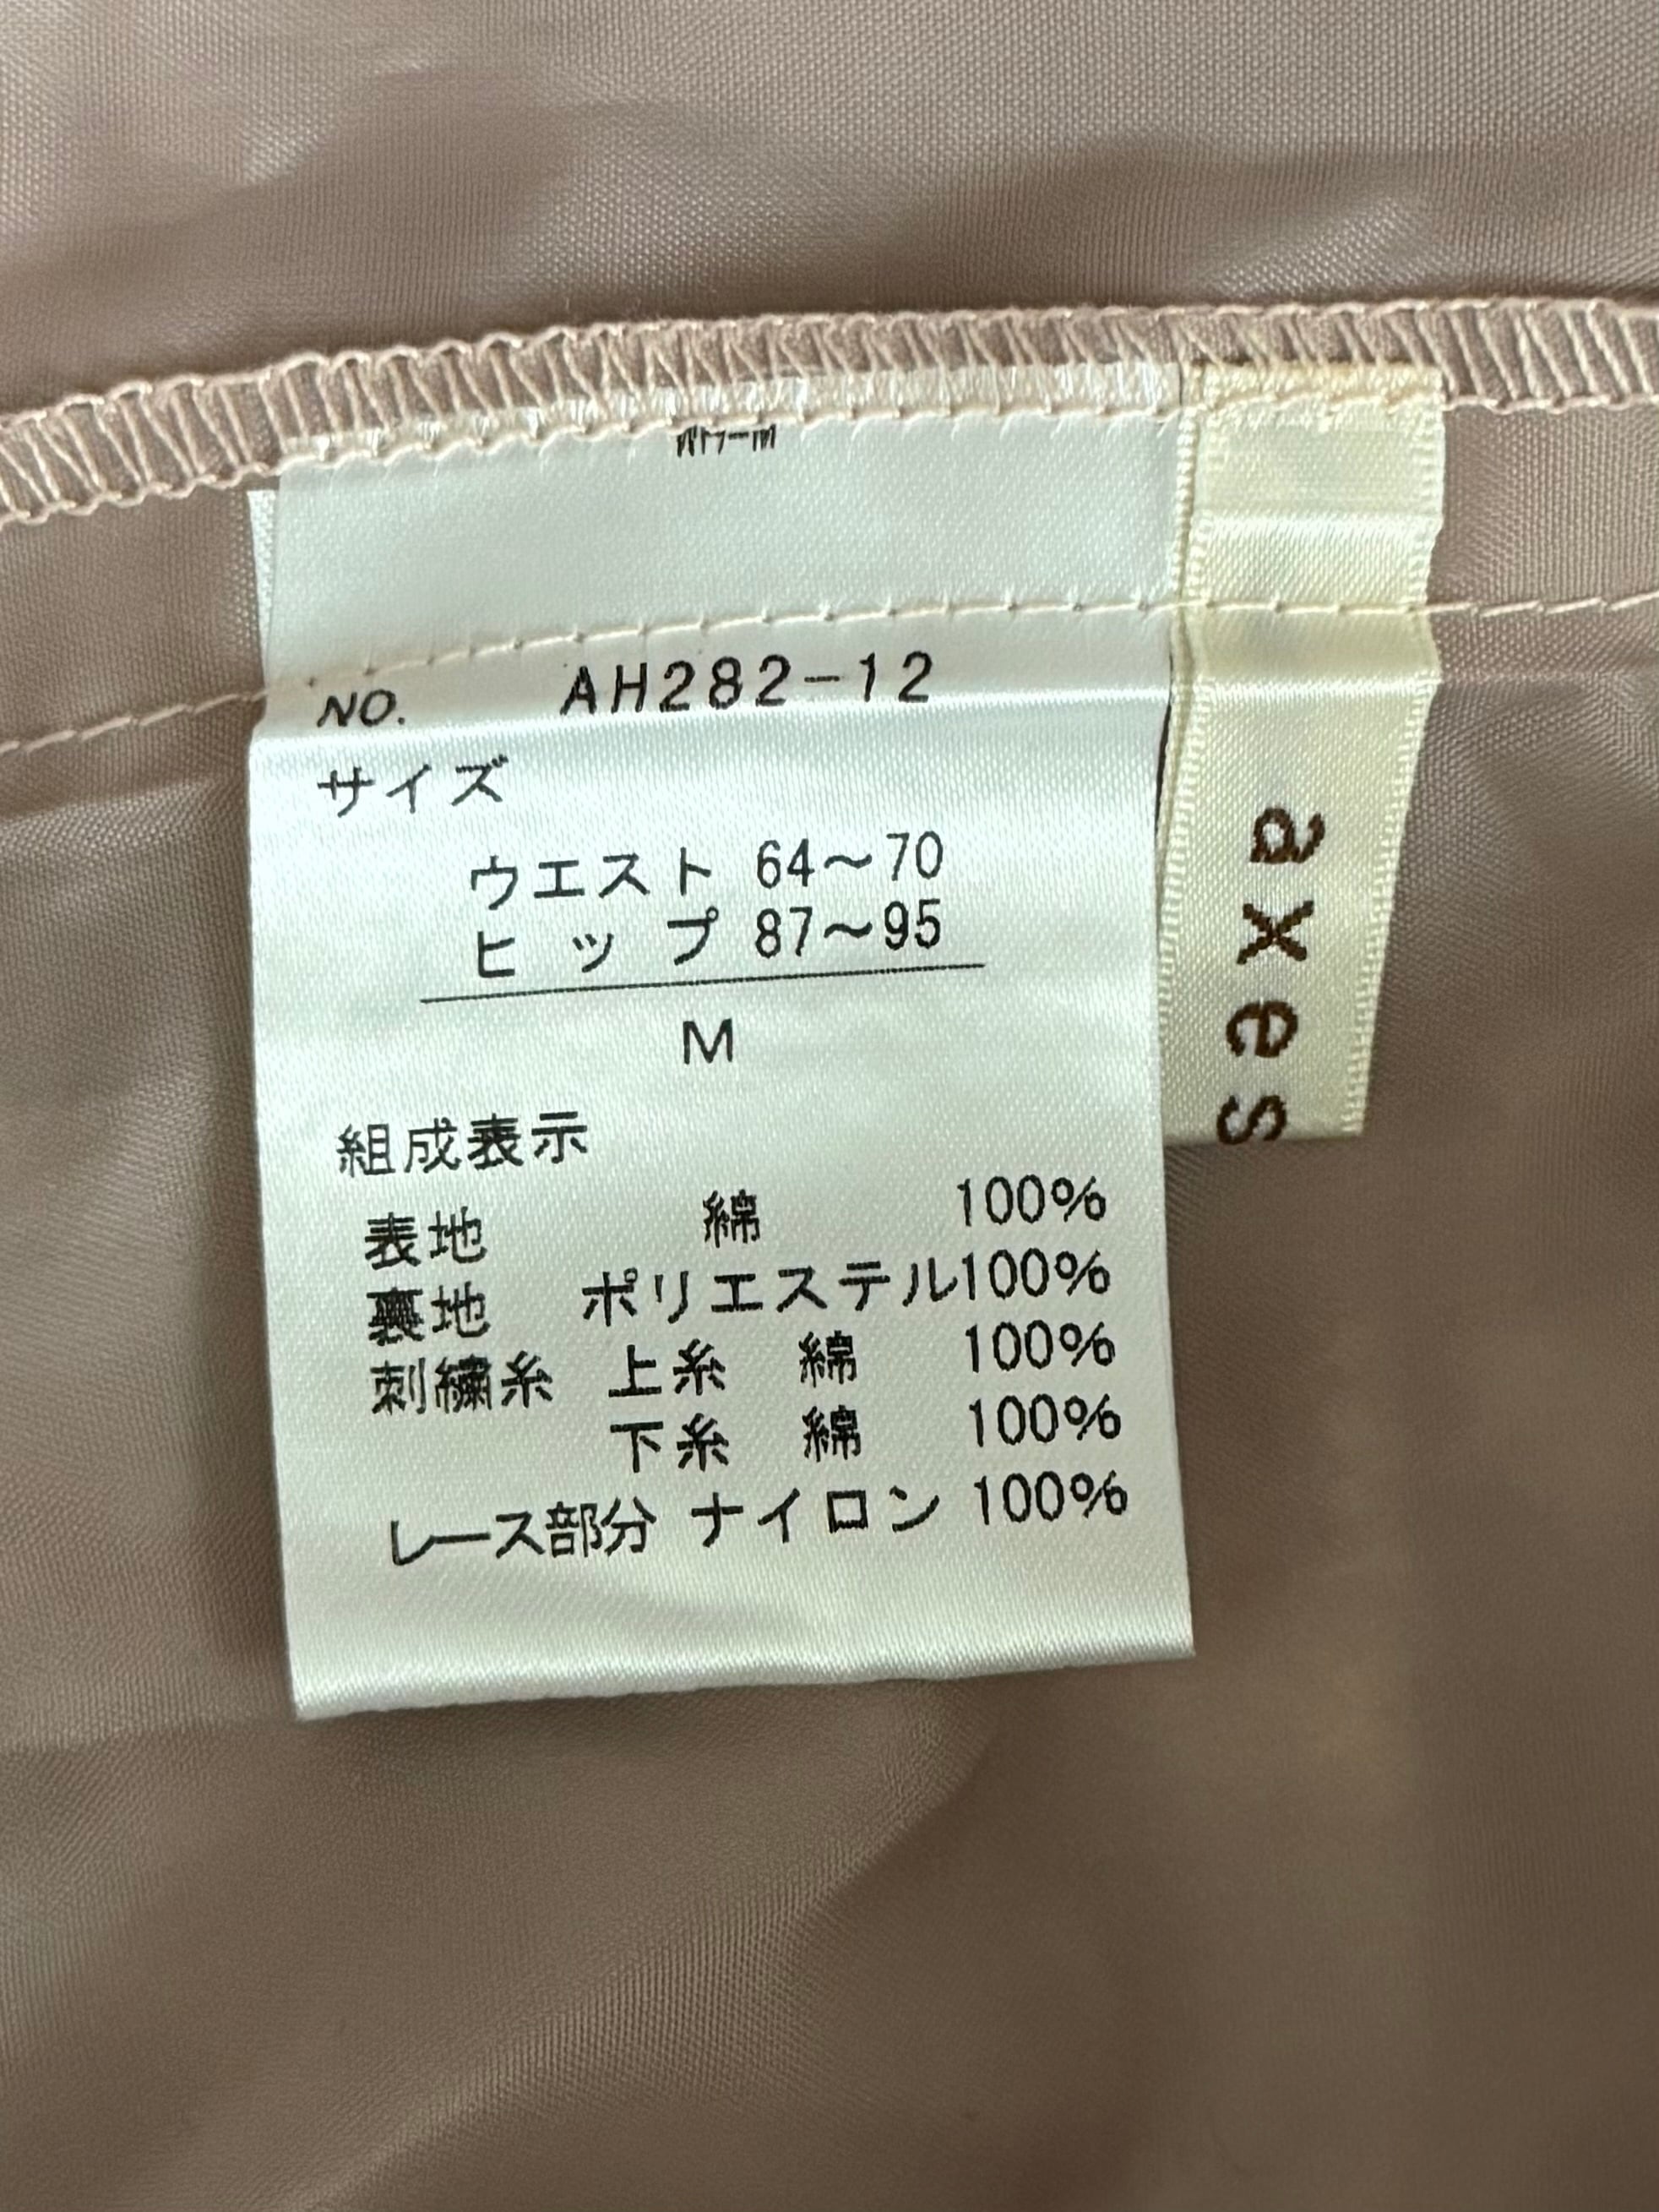 NO. AH282-12
サイズ
ウエスト 64〜70
ヒップ 87〜95
M
組成表示
表地 綿 100%
裏地 ポリエステル100%
刺繍糸 上糸 綿 100%
下糸 綿 100%
レース部分 ナイロン 100%
axes